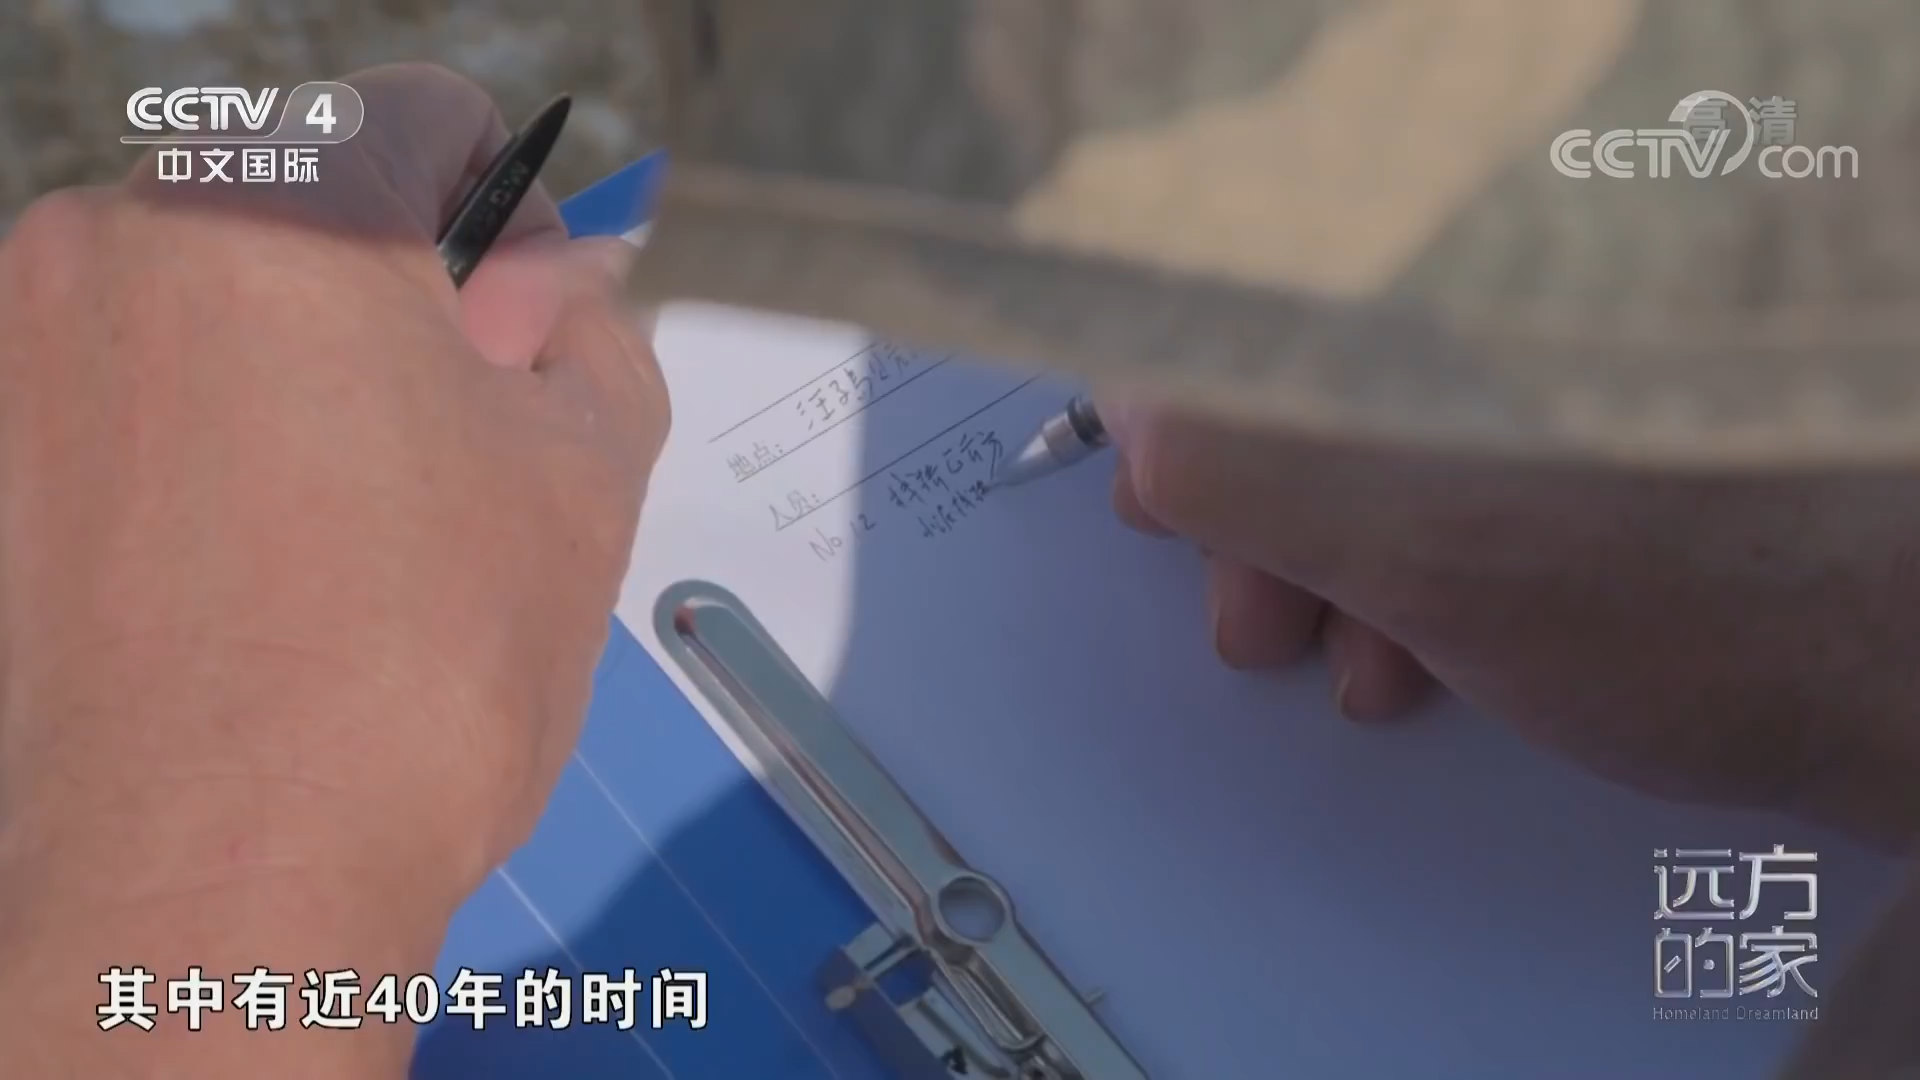 CCTV 4
中文国际
高清
CCTV com
地点:
人员:
No.12
远方
的家
Homeland Dreamland
其中有近40年的时间